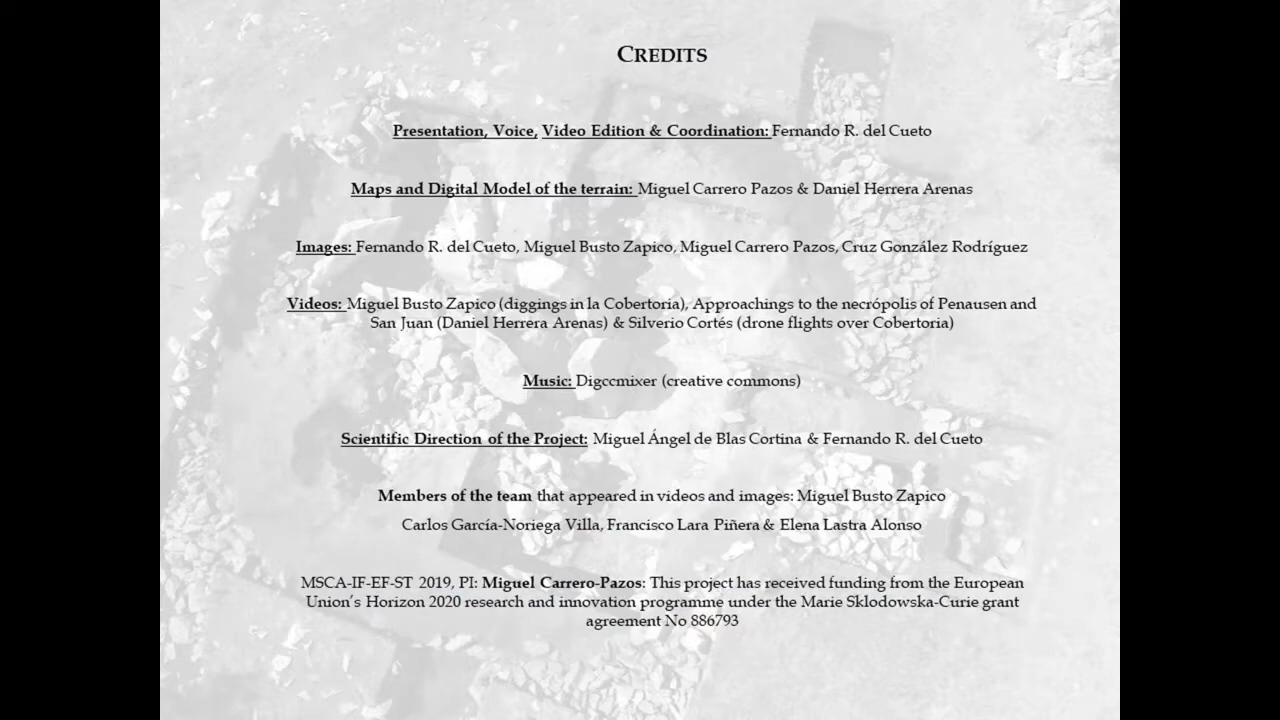 CREDITS
Presentation, Voice, Video Edition & Coordination: Fernando R. del Cueto
Maps and Digital Model of the terrain: Miguel Carrero Pazos & Daniel Herrera Arenas
Images: Fernando R. del Cueto, Miguel Busto Zapico, Miguel Carrero Pazos, Cruz González Rodríguez
Videos: Miguel Busto Zapico (diggings in la Cobertoria), Approachings to the necrópolis of Penausen and
San Juan (Daniel Herrera Arenas) & Silverio Cortés (drone flights over Cobertoria)
Music: Digccmixer (creative commons)
Scientific Direction of the Project: Miguel Ángel de Blas Cortina & Fernando R. del Cueto
Members of the team that appeared in videos and images: Miguel Busto Zapico
Carlos García-Noriega Villa, Francisco Lara Piñera & Elena Lastra Alonso
MSCA-IF-EF-ST 2019, PI: Miguel Carrero-Pazos: This project has received funding from the European
Union's Horizon 2020 research and innovation programme under the Marie Sklodowska-Curie grant
agreement No 886793